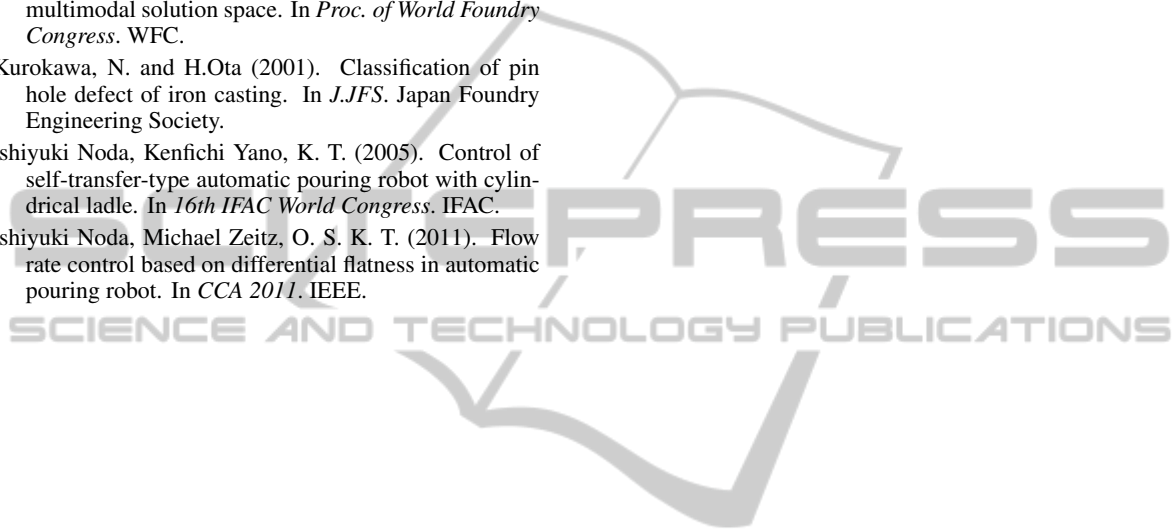 multimodal solution space. In Proc. of World Foundry
Congress. WFC.
Kurokawa, N. and H.Ota (2001). Classification of pin
hole defect of iron casting. In J.JFS. Japan Foundry
Engineering Society.
shiyuki Noda, Kenfichi Yano, K. T. (2005). Control of
self-transfer-type automatic pouring robot with cylin-
drical ladle. In 16th IFAC World Congress. IFAC.
shiyuki Noda, Michael Zeitz, O. S. K. T. (2011). Flow
rate control based on differential flatness in automatic
pouring robot. In CCA 2011. IEEE.
SCITEPRESS
SCIENCE AND TECHNOLOGY PUBLICATIONS